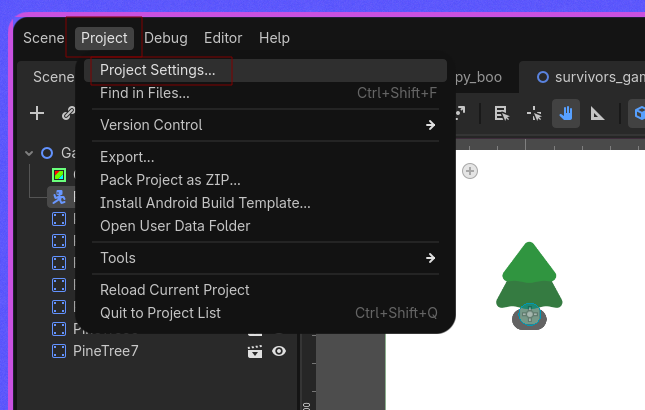 Scene Project Debug Editor Help
Scene
py_boo
survivors_gam
Project Settings...
Find in Files... Ctrl+Shift+F
Version Control
Export...
Pack Project as ZIP...
Install Android Build Template...
Open User Data Folder
Tools
Reload Current Project
Quit to Project List Ctrl+Shift+Q
PineTree7